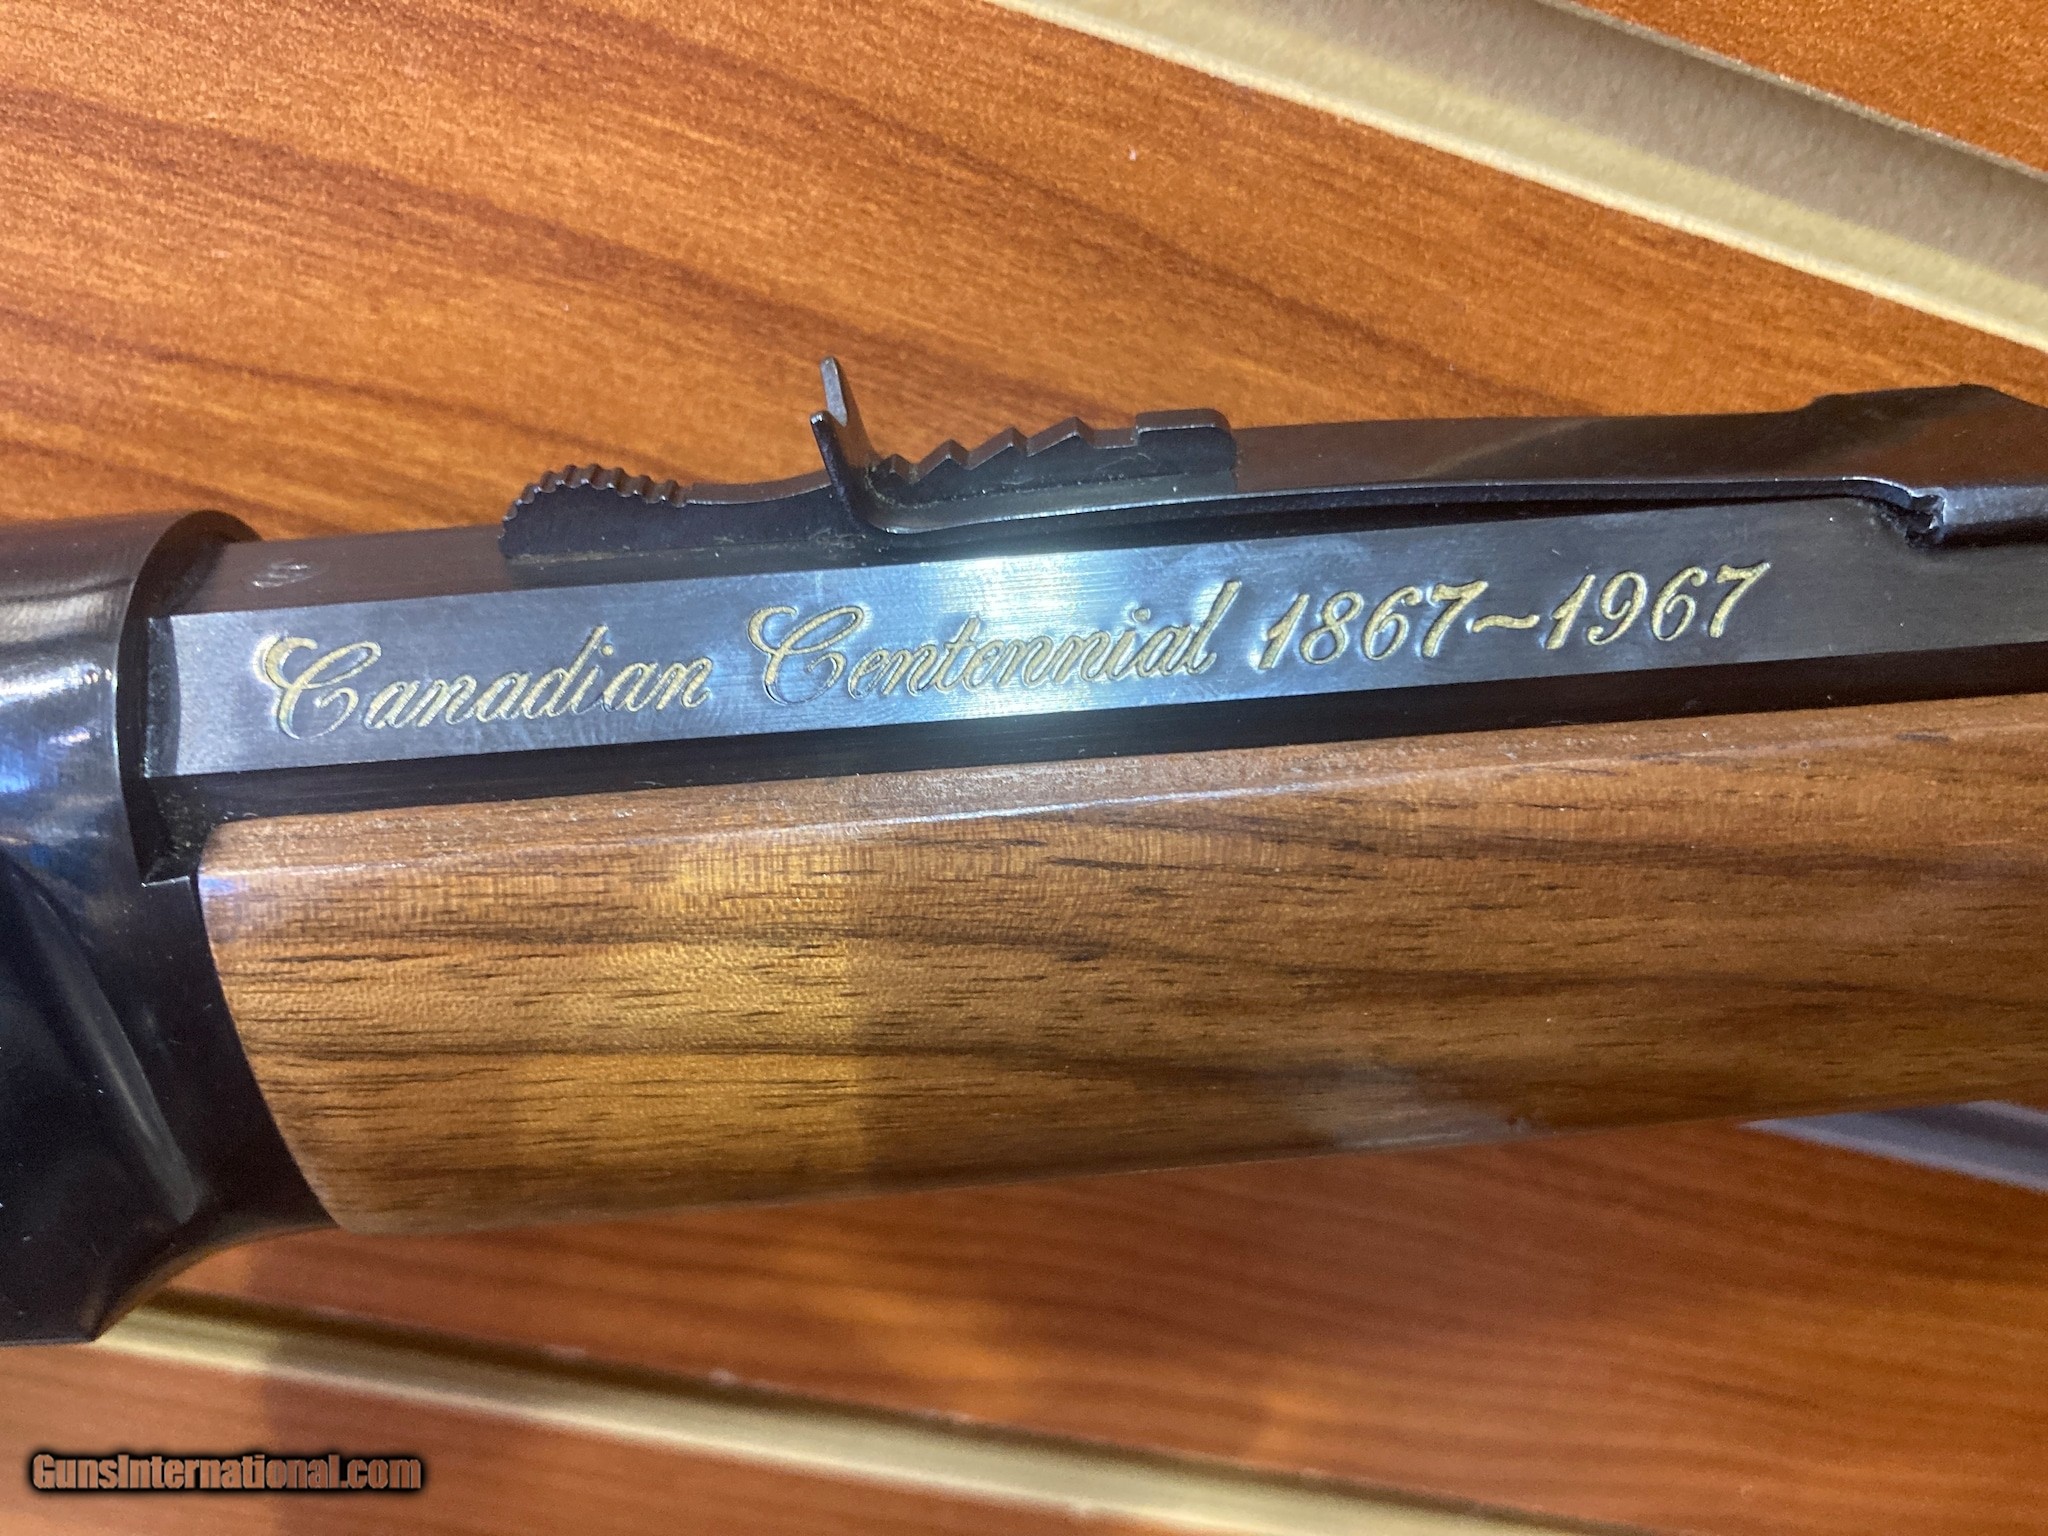 Canadian Centennial 1867~1967
GunsInternational.com